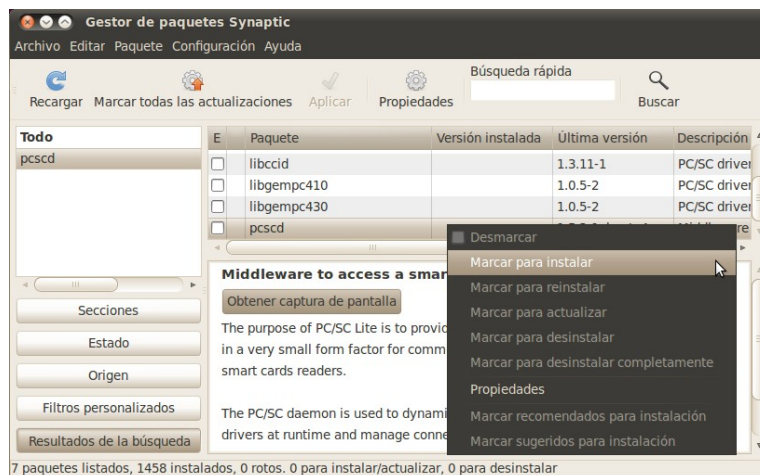 Gestor de paquetes Synaptic
Archivo Editar Paquete Configuración Ayuda
Búsqueda rápida
Recargar Marcar todas las actualizaciones Aplicar Propiedades Buscar
Todo
pcscd
E Paquete Versión instalada Última versión Descripción
libccid 1.3.11-1 PC/SC driver
libgempc410 1.0.5-2 PC/SC driver
libgempc430 1.0.5-2 PC/SC driver
pcscd
Desmarcar
Marcar para instalar
Marcar para reinstalar
Marcar para actualizar
Marcar para desinstalar
Marcar para desinstalar completamente
Propiedades
Marcar recomendados para instalación
Marcar sugeridos para instalación
Middleware to access a smar
Obtener captura de pantalla
The purpose of PC/SC Lite is to provid
in a very small form factor for comm
smart cards readers.
The PC/SC daemon is used to dynami
drivers at runtime and manage conne
Secciones
Estado
Origen
Filtros personalizados
Resultados de la búsqueda
7 paquetes listados, 1458 instalados, 0 rotos. 0 para instalar/actualizar, 0 para desinstalar